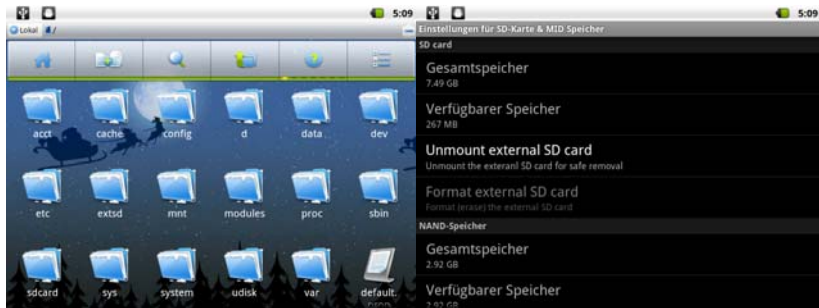 5:09
Lokal /
acct cache config d data dev
etc extsd mnt modules proc sbin
sdcard sys system udisk var default.
5:09
Einstellungen für SD-Karte & MID Speicher
SD card
Gesamtspeicher
7.49 GB
Verfügbarer Speicher
267 MB
Unmount external SD card
Unmount the exteranl SD card for safe removal
Format external SD card
Format (erase) the external SD card
NAND-Speicher
Gesamtspeicher
2.92 GB
Verfügbarer Speicher
2.92 GB